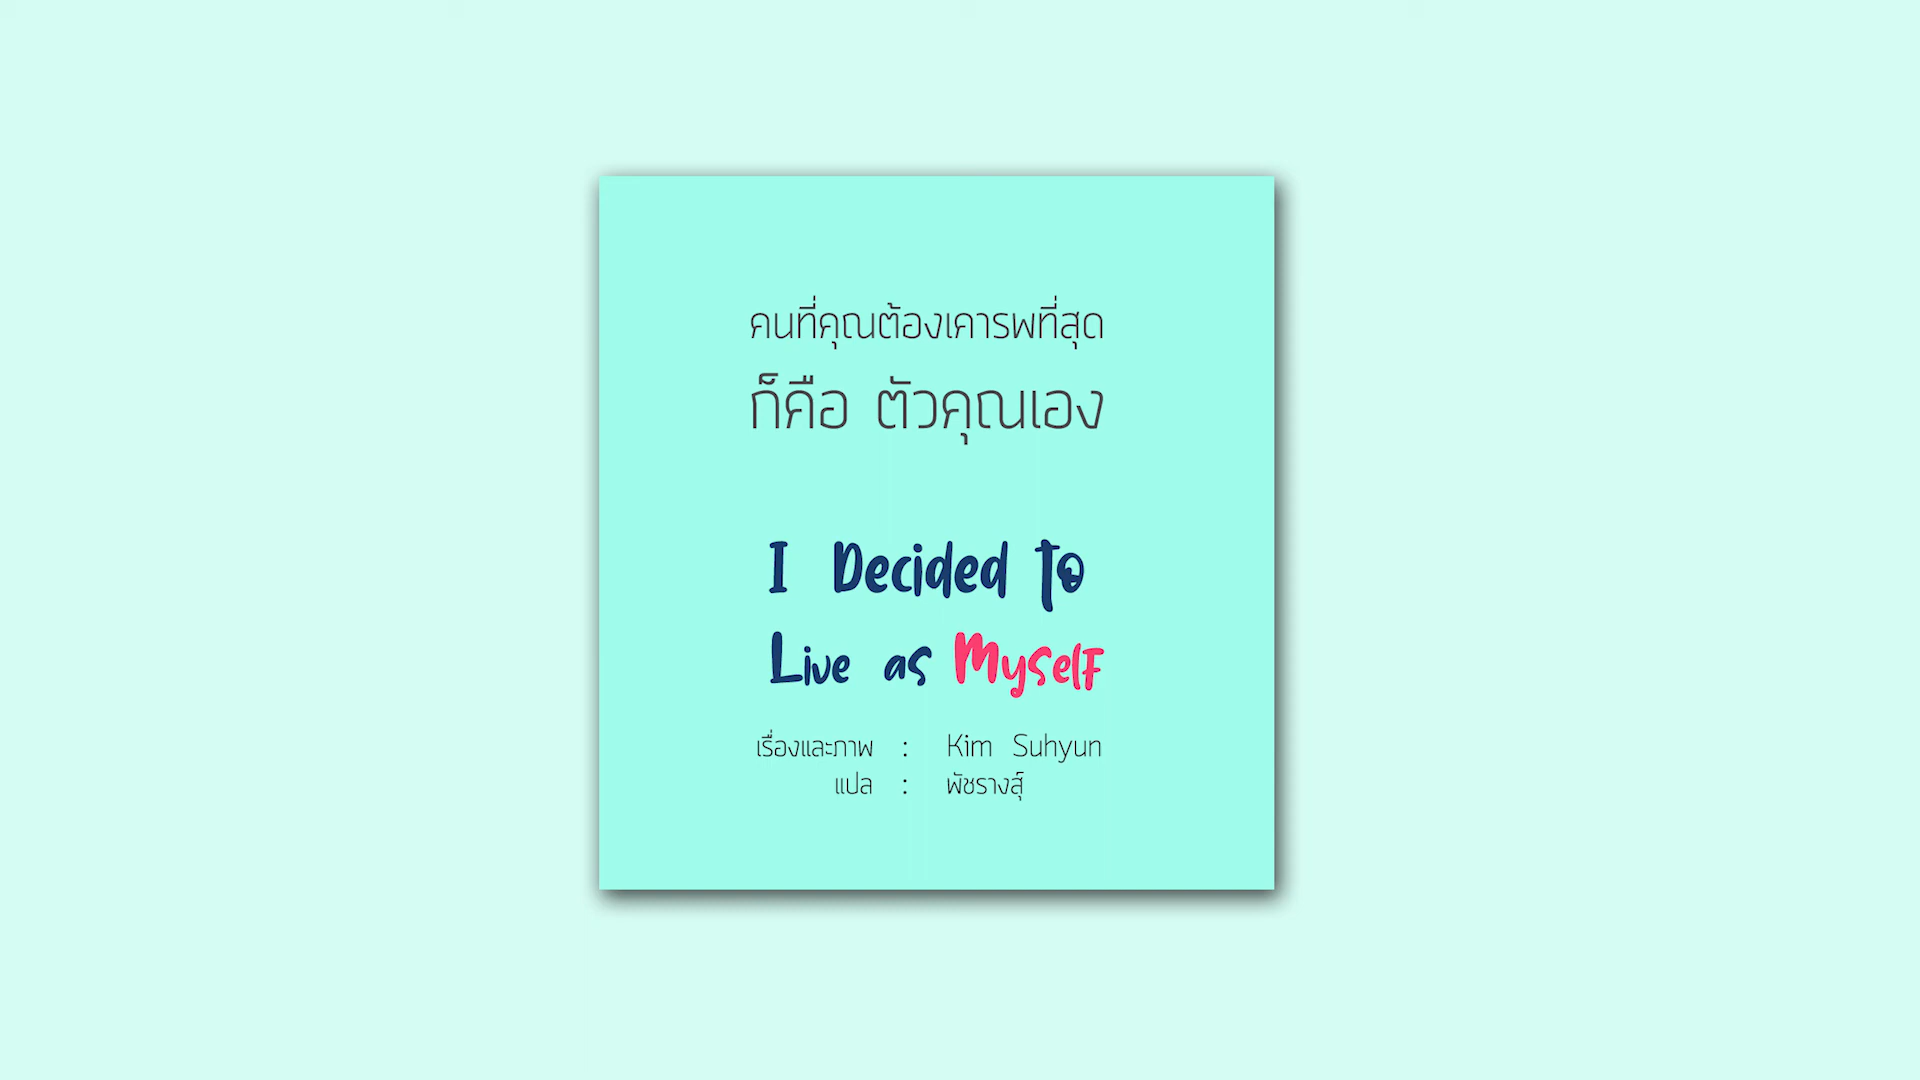 คนที่คุณต้องเคารพที่สุด
ก็คือ ตัวคุณเอง
I Decided to
Live as Myself
เรื่องและภาพ : Kim Suhyun
แปล : พัชรางสุ์